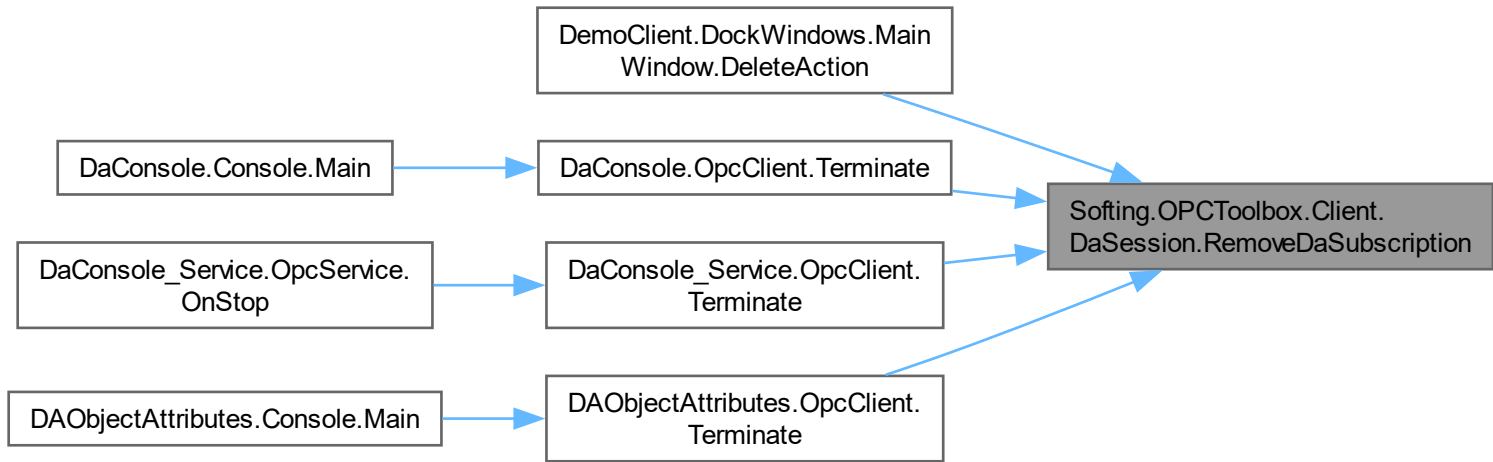 DemoClient.DockWindows.Main
Window.DeleteAction
DaConsole.Console.Main
DaConsole.OpcClient.Terminate
Softing.OPCToolbox.Client.
DaSession.RemoveDaSubscription
DaConsole_Service.OpcService.
OnStop
DaConsole_Service.OpcClient.
Terminate
DAObjectAttributes.Console.Main
DAObjectAttributes.OpcClient.
Terminate